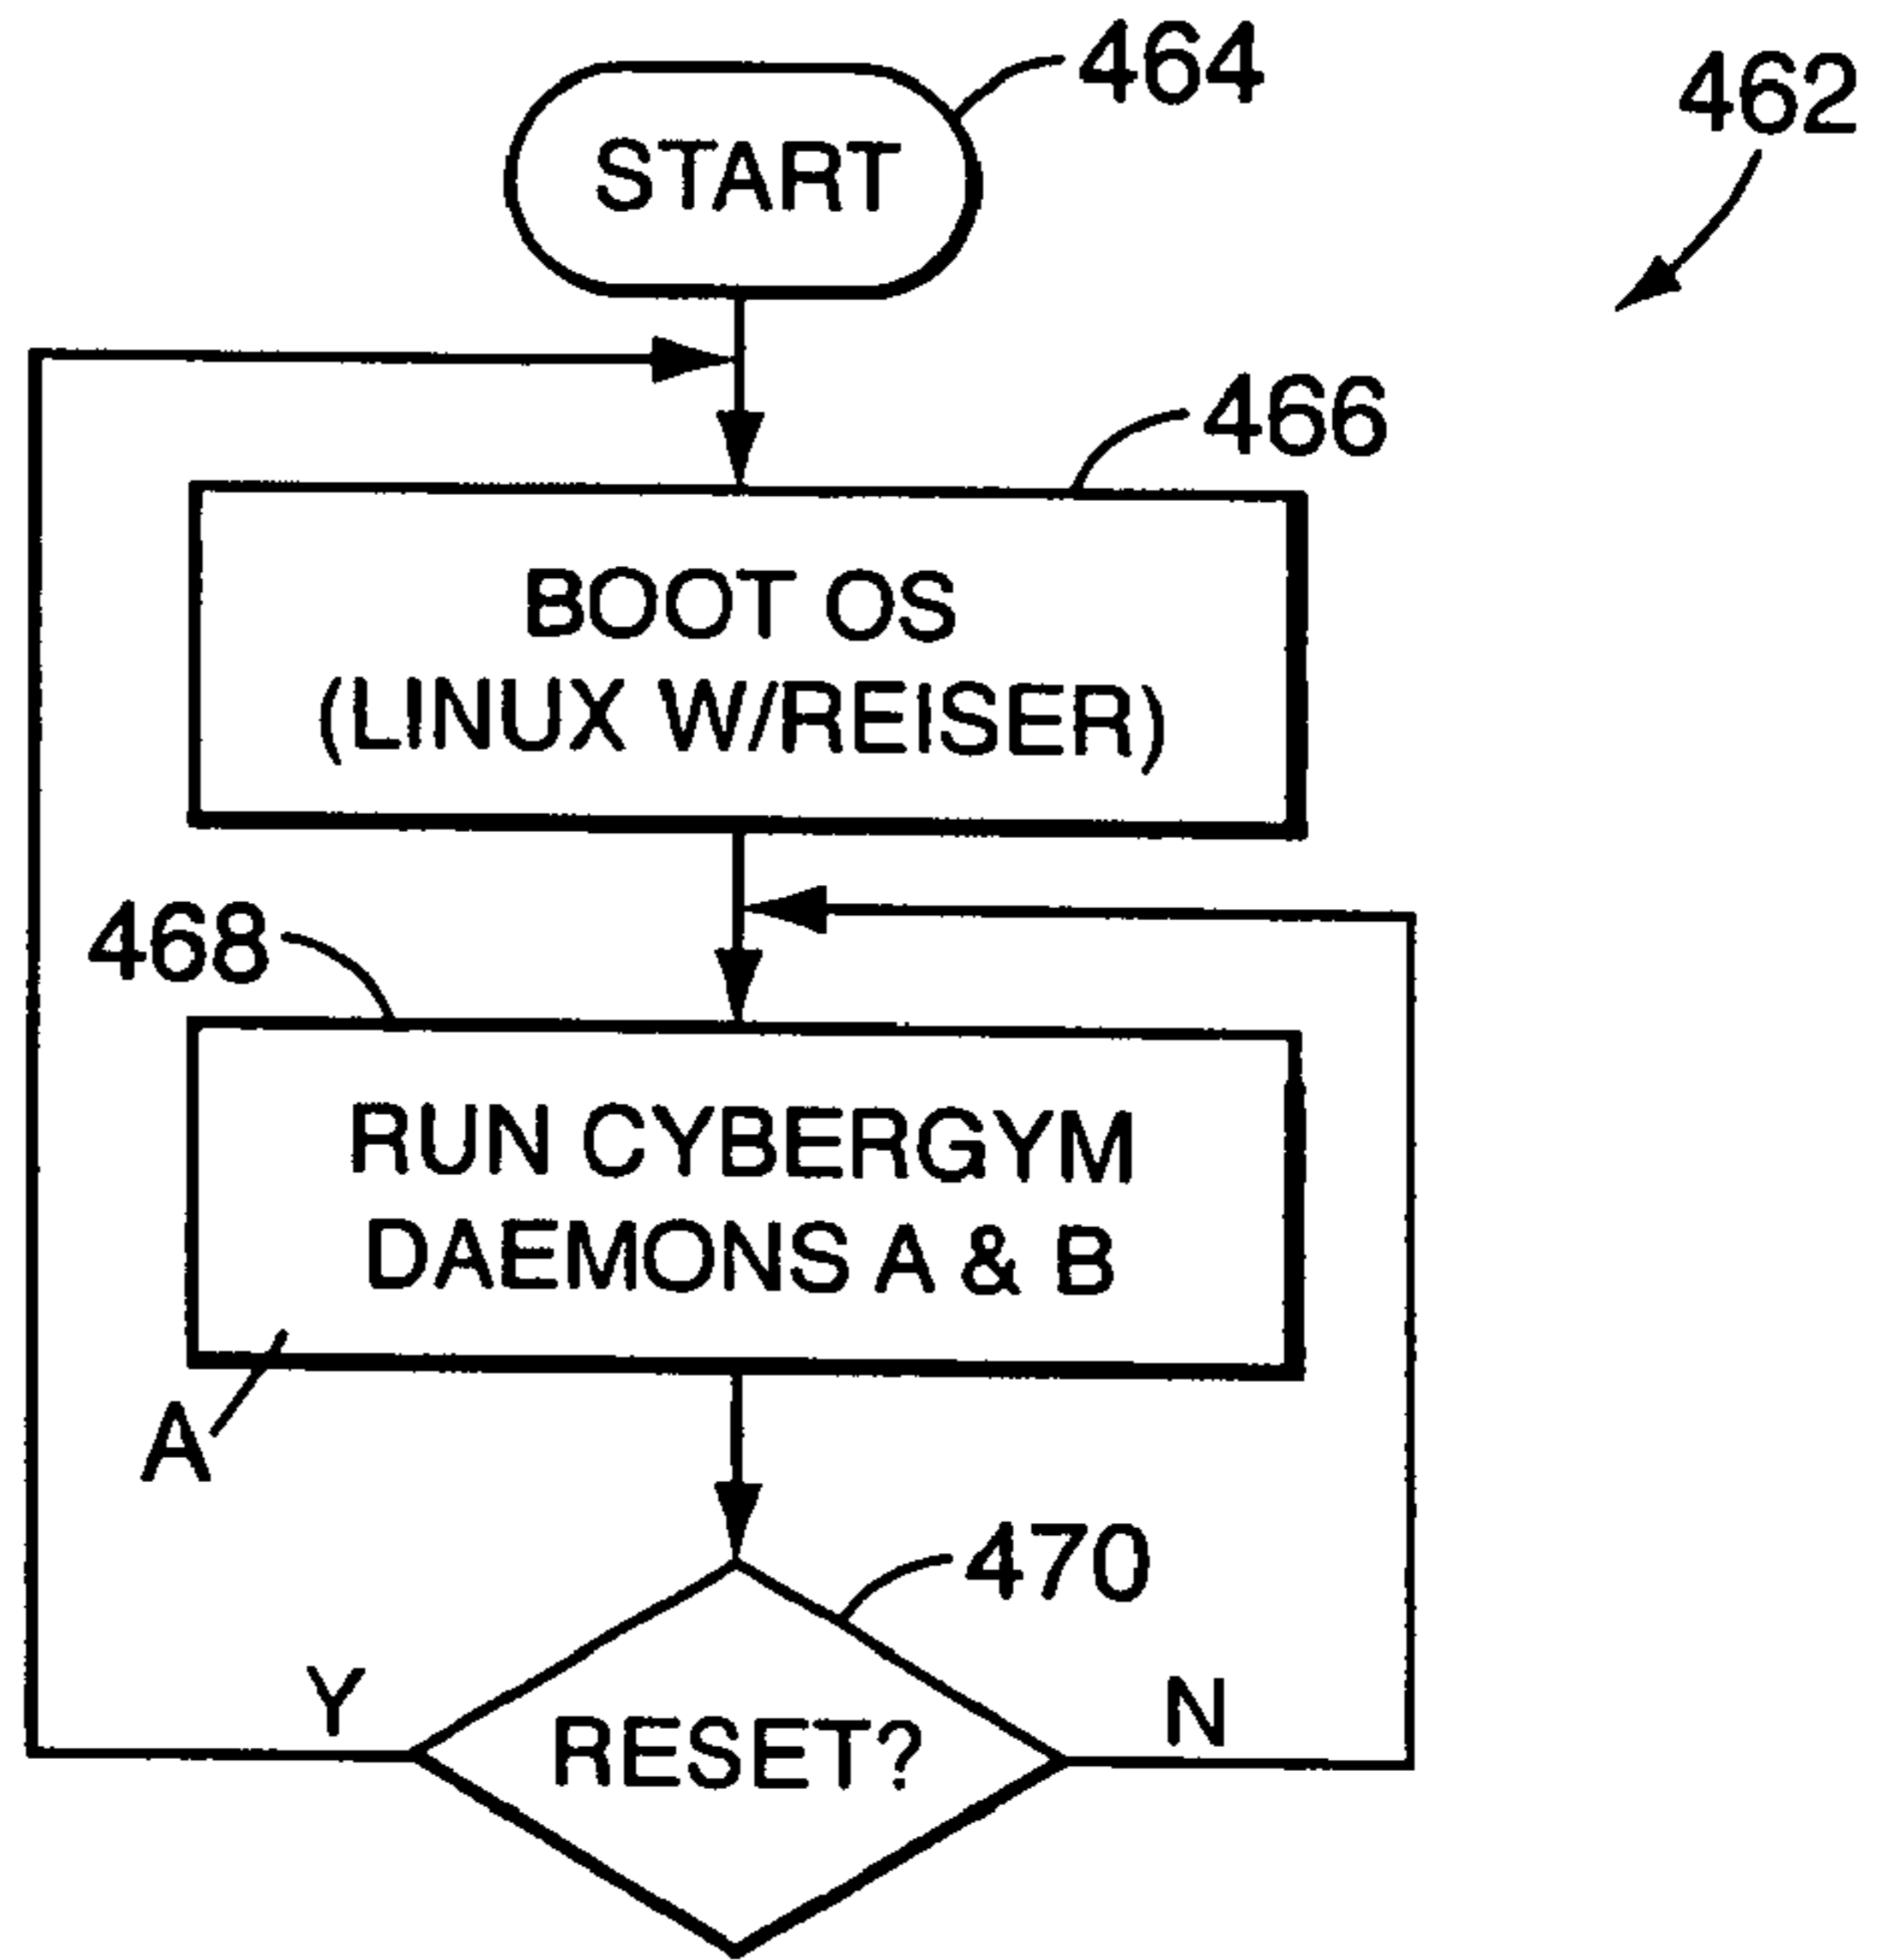 464
462
START
466
BOOT OS
(LINUX W/REISER)
468
RUN CYBERGYM
DAEMONS A & B
A
470
Y
N
RESET?